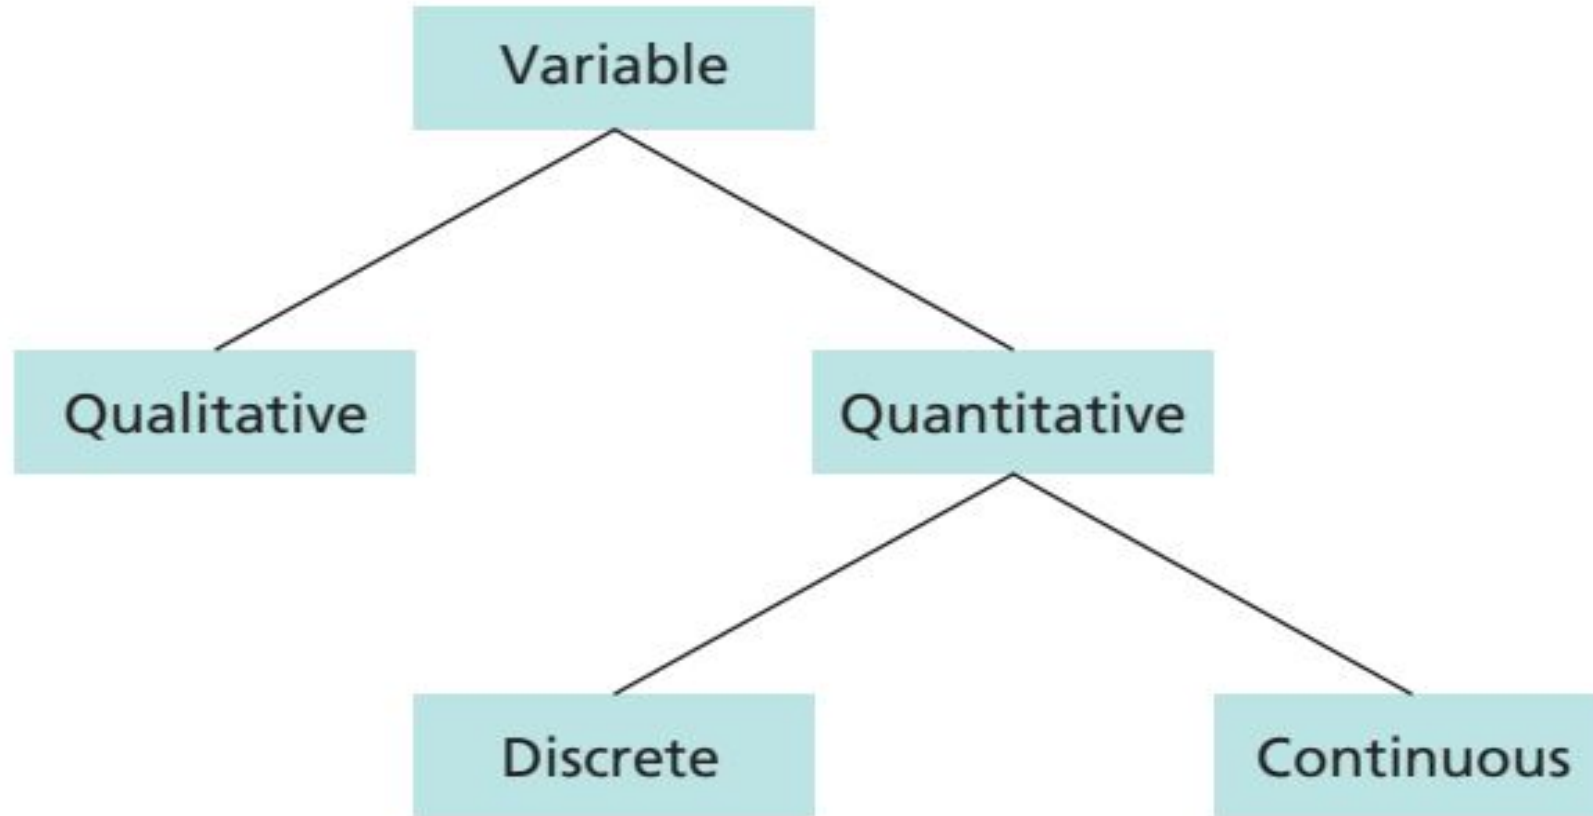 Variable
Qualitative
Quantitative
Discrete
Continuous